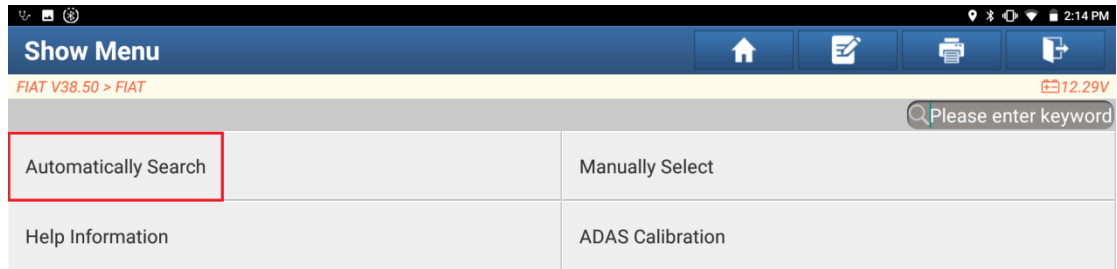 2:14 PM
Show Menu
FIAT V38.50 > FIAT
12.29V
Please enter keyword
Automatically Search
Manually Select
Help Information
ADAS Calibration